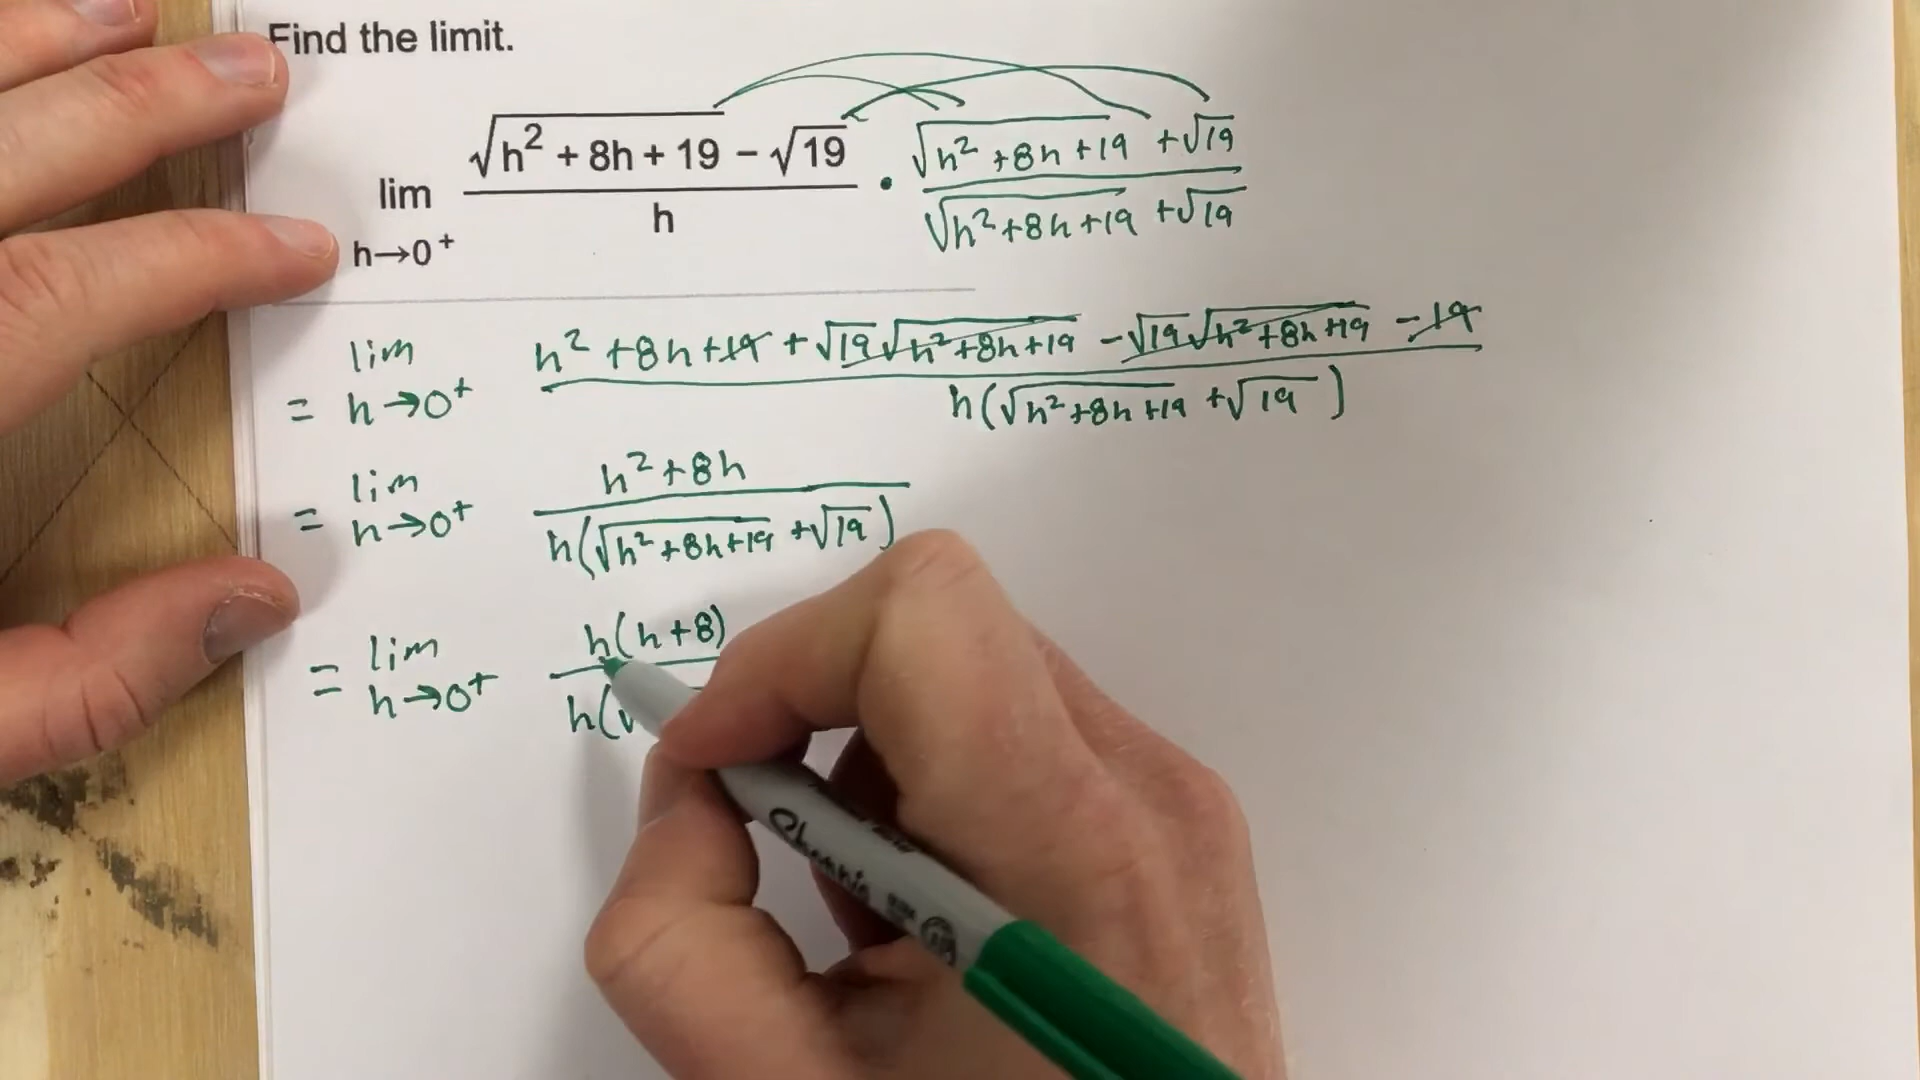 Find the limit.
lim h→0⁺ (√(h² + 8h + 19) − √19) / h · (√(h² + 8h + 19) + √19) / (√(h² + 8h + 19) + √19)
= lim h→0⁺ (h² + 8h + 19 + √19√(h² + 8h + 19) − √19√(h² + 8h + 19) − 19) / (h(√(h² + 8h + 19) + √19))
= lim h→0⁺ (h² + 8h) / (h(√(h² + 8h + 19) + √19))
= lim h→0⁺ h(h + 8) / h(√
Sharpie